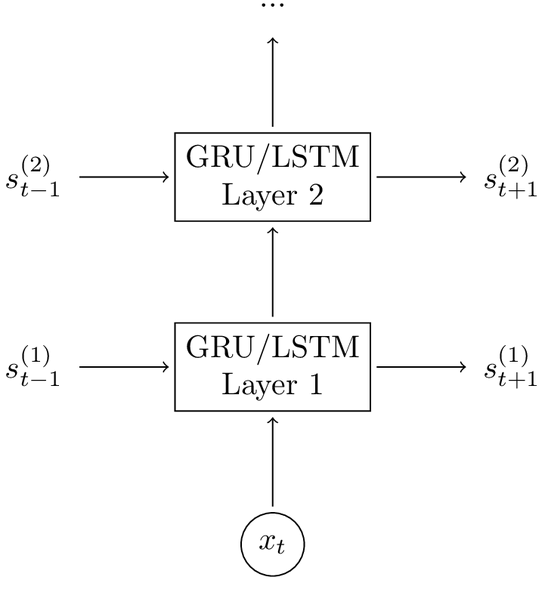 ...
s_{t-1}^{(2)} GRU/LSTM Layer 2 s_{t+1}^{(2)}
s_{t-1}^{(1)} GRU/LSTM Layer 1 s_{t+1}^{(1)}
x_t